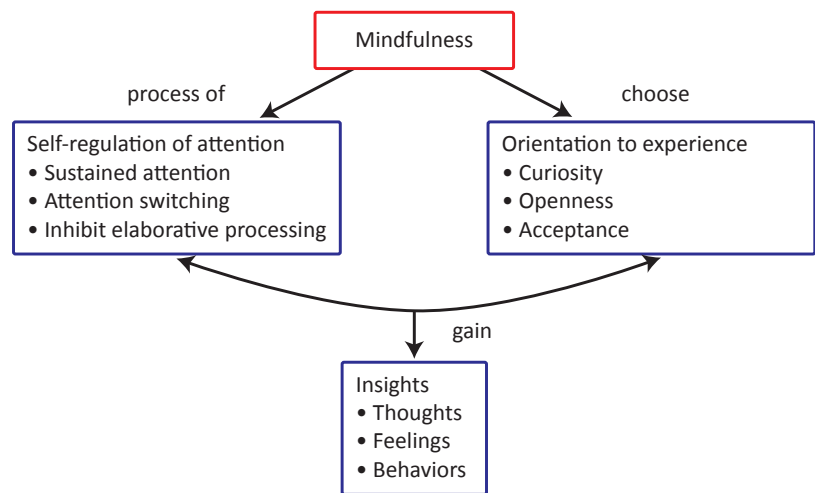 Mindfulness
process of
choose
Self-regulation of attention
• Sustained attention
• Attention switching
• Inhibit elaborative processing
Orientation to experience
• Curiosity
• Openness
• Acceptance
gain
Insights
• Thoughts
• Feelings
• Behaviors